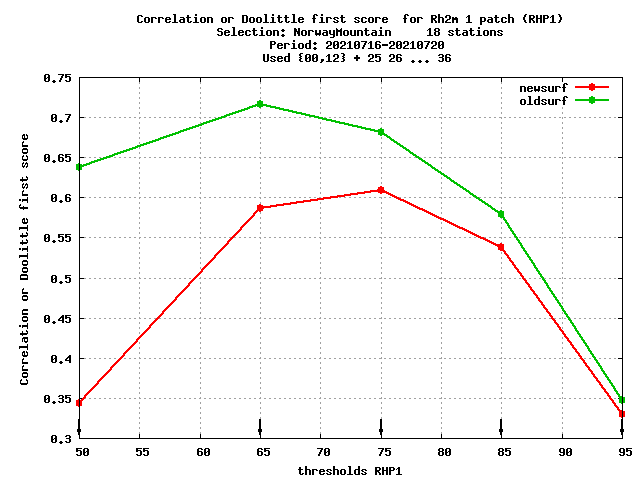 Correlation or Doolittle first score  for Rh2m 1 patch (RHP1)
Selection: NorwayMountain     18 stations
Period: 20210716-20210720
Used {00,12} + 25 26 ... 36
newsurf
oldsurf
0.75
0.7
0.65
0.6
0.55
0.5
0.45
0.4
0.35
0.3
Correlation or Doolittle first score
50 55 60 65 70 75 80 85 90 95
thresholds RHP1